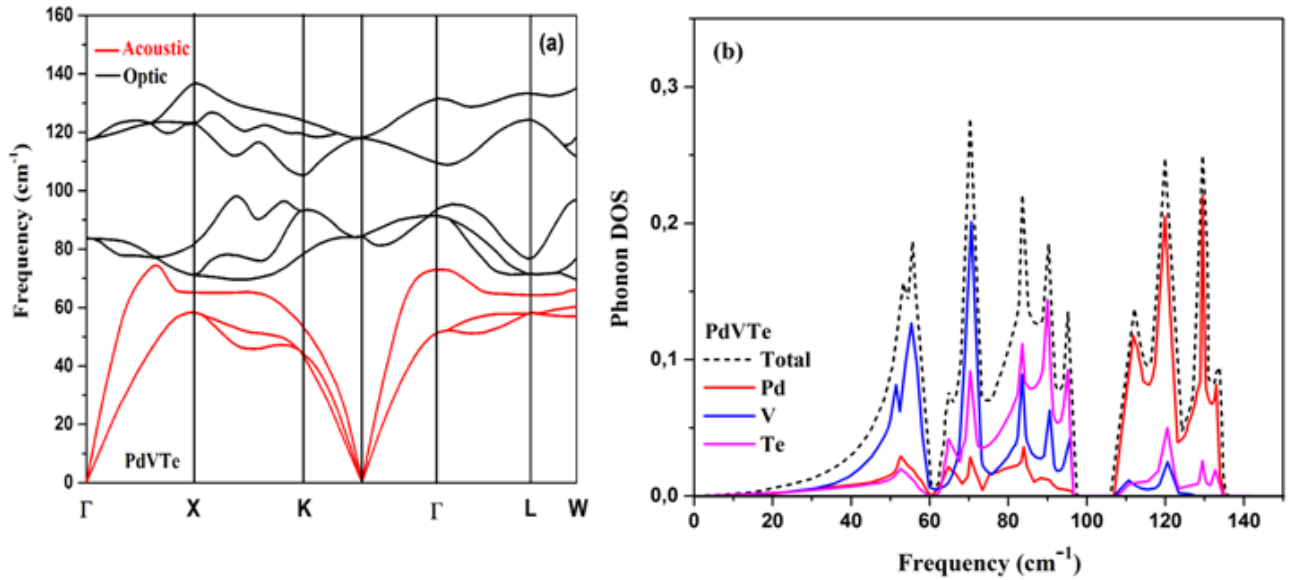 160
140
120
100
80
60
40
20
0
Frequency (cm⁻¹)
Acoustic
Optic
(a)
PdVTe
Γ X K Γ L W
(b)
0,3
0,2
0,1
0,0
Phonon DOS
PdVTe
Total
Pd
V
Te
0 20 40 60 80 100 120 140
Frequency (cm⁻¹)